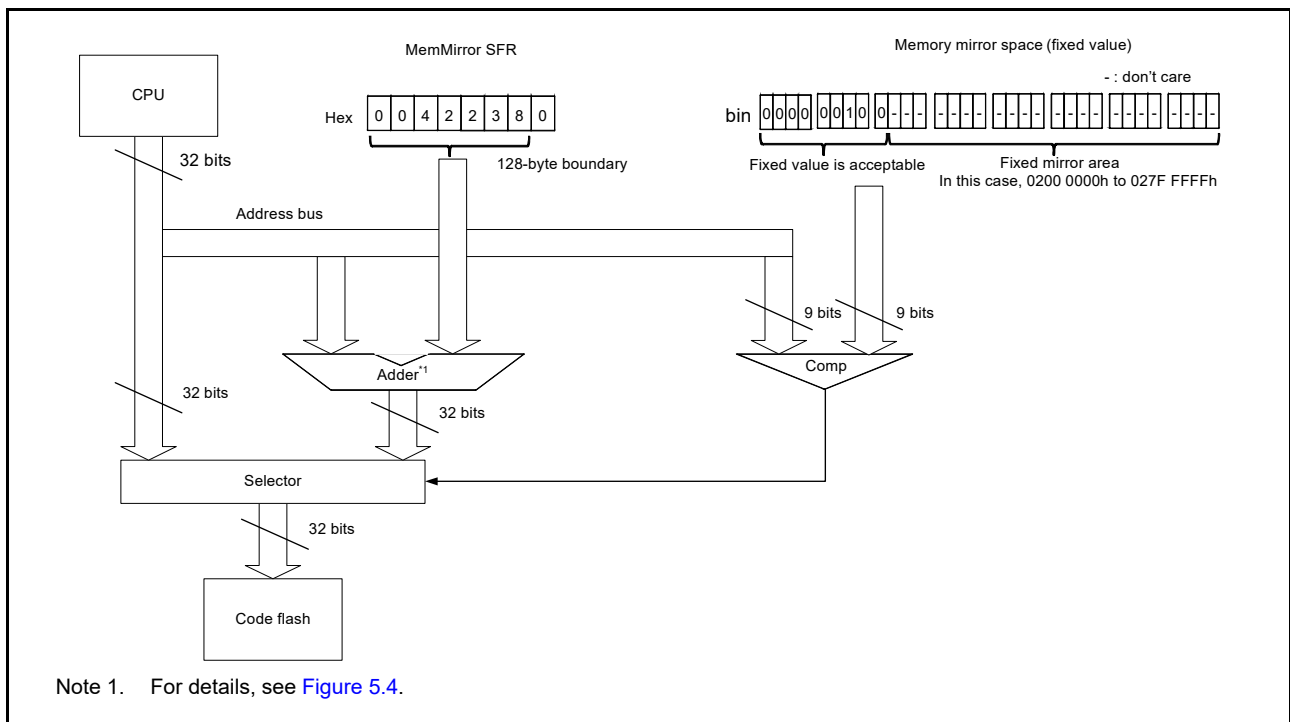 MemMirror SFR
Memory mirror space (fixed value)
- : don't care
CPU
Hex 0 0 4 2 2 3 8 0
bin 0000 0010 0--- ---- ---- ---- ---- ----
128-byte boundary
Fixed value is acceptable
Fixed mirror area
In this case, 0200 0000h to 027F FFFFh
32 bits
Address bus
9 bits
9 bits
Adder*1
Comp
32 bits
32 bits
Selector
32 bits
Code flash
Note 1. For details, see Figure 5.4.